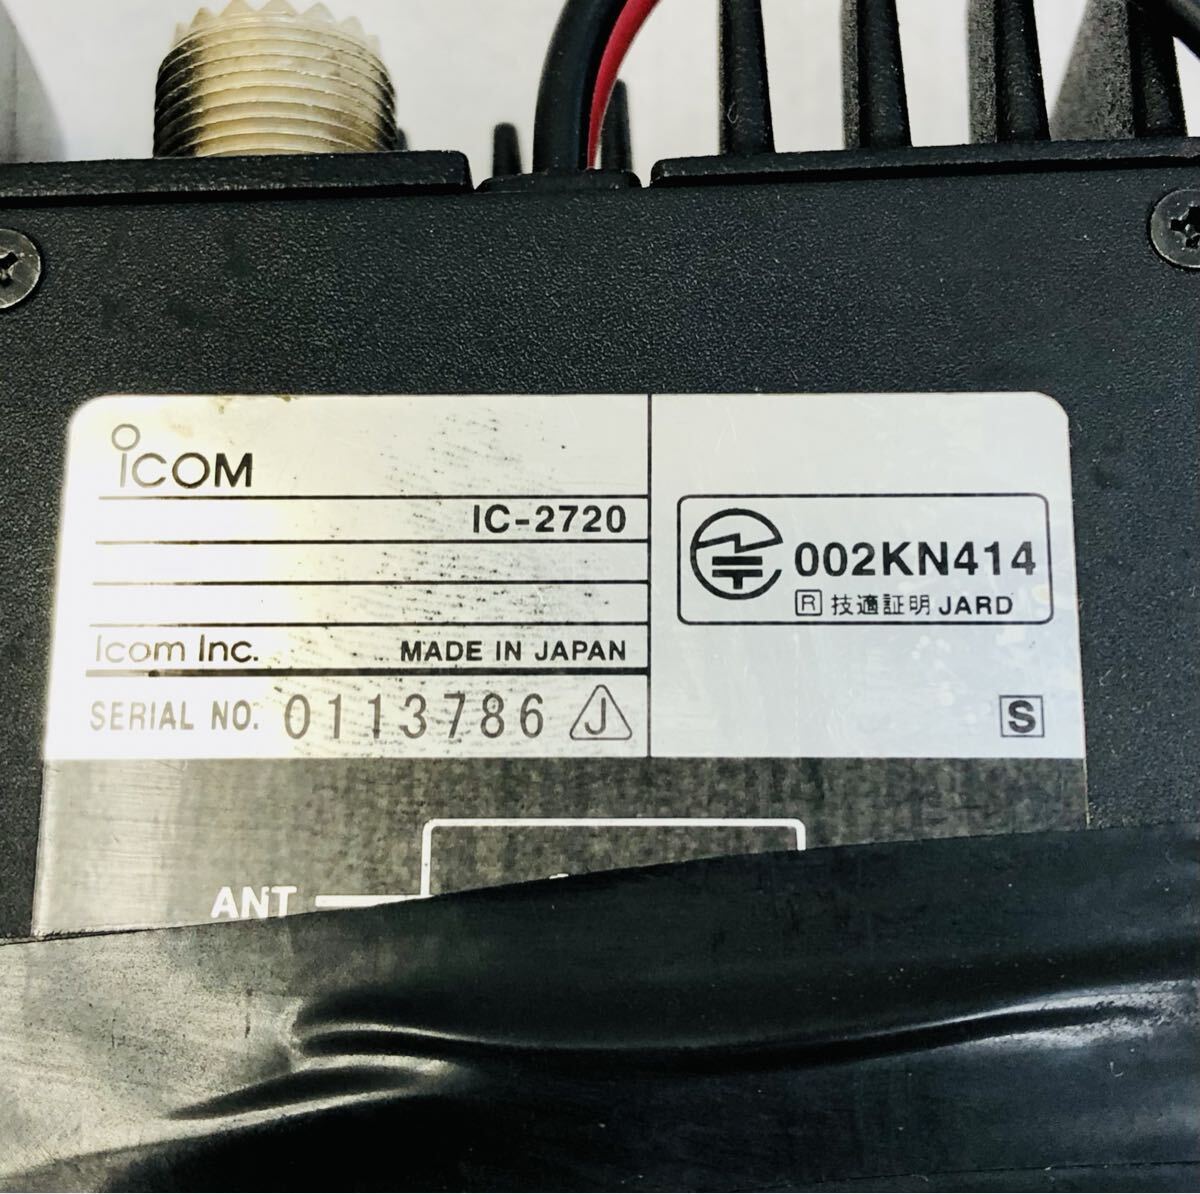 ICOM
IC-2720
Icom Inc. MADE IN JAPAN
SERIAL NO. 0113786 J
002KN414
R 技適証明 JARD
S
ANT